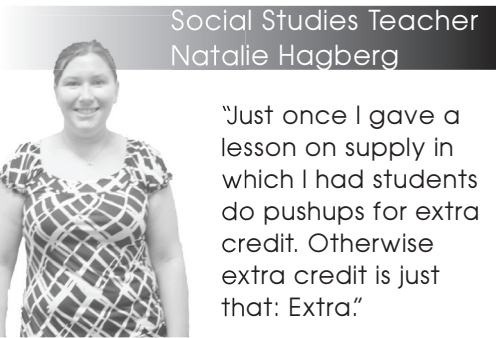 Social Studies Teacher
Natalie Hagberg
“Just once I gave a
lesson on supply in
which I had students
do pushups for extra
credit. Otherwise
extra credit is just
that: Extra.”